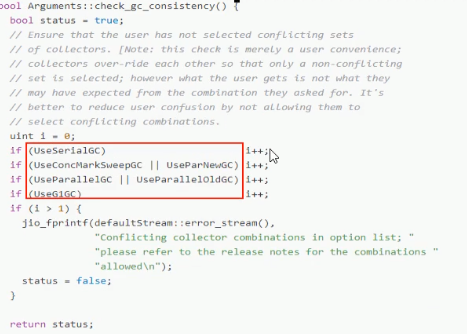 bool Arguments::check_gc_consistency() {
bool status = true;
// Ensure that the user has not selected conflicting sets
// of collectors. [Note: this check is merely a user convenience;
// collectors over-ride each other so that only a non-conflicting
// set is selected; however what the user gets is not what they
// may have expected from the combination they asked for. It's
// better to reduce user confusion by not allowing them to
// select conflicting combinations.
uint i = 0;
if (UseSerialGC) i++;
if (UseConcMarkSweepGC || UseParNewGC) i++;
if (UseParallelGC || UseParallelOldGC) i++;
if (UseG1GC) i++;
if (i > 1) {
jio_fprintf(defaultStream::error_stream(),
"Conflicting collector combinations in option list; "
"please refer to the release notes for the combinations "
"allowed\n");
status = false;
}
return status;